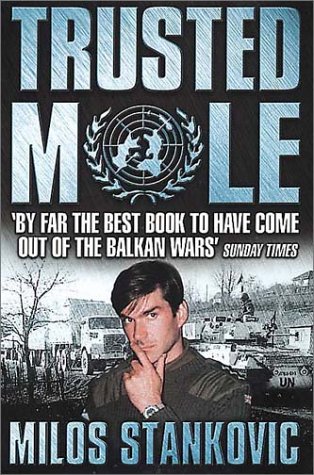 TRUSTED
M LE
'BY FAR THE BEST BOOK TO HAVE COME
OUT OF THE BALKAN WARS' SUNDAY TIMES
UN
MILOS STANKOVIC